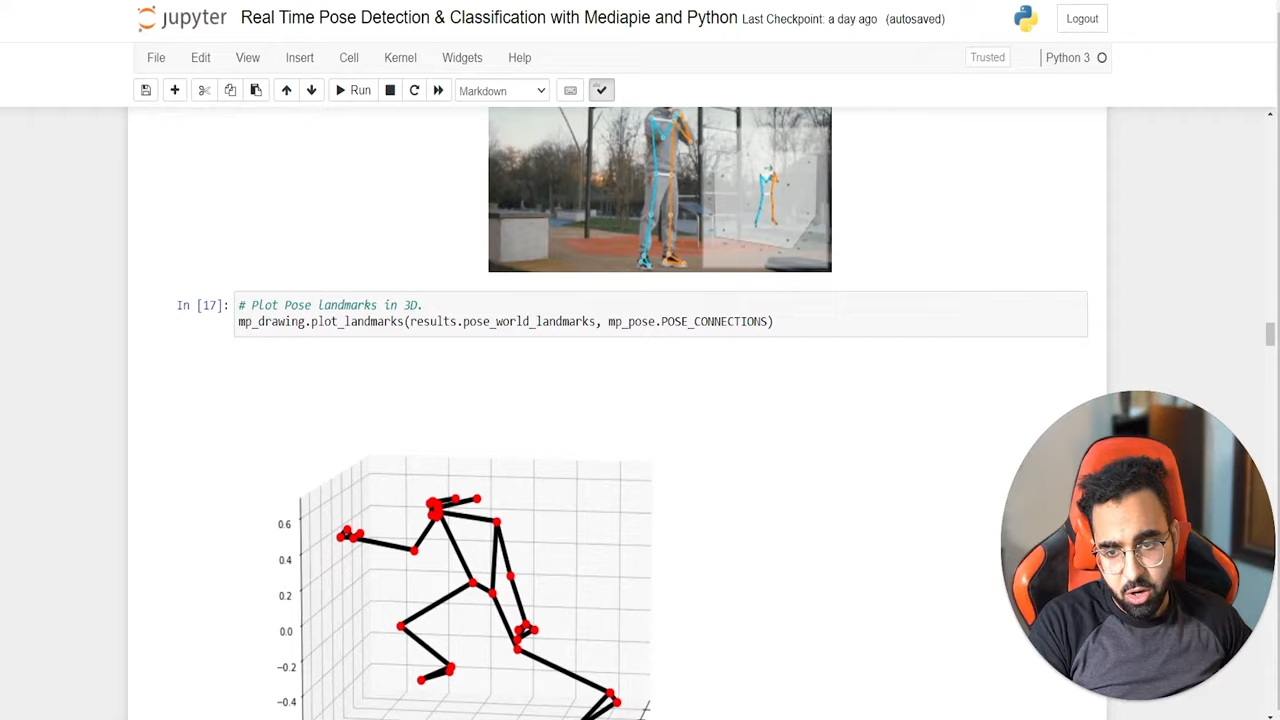 jupyter Real Time Pose Detection & Classification with Mediapie and Python Last Checkpoint: a day ago (autosaved) Logout
File Edit View Insert Cell Kernel Widgets Help Trusted Python 3
Run Markdown
In [17]: # Plot Pose landmarks in 3D.
mp_drawing.plot_landmarks(results.pose_world_landmarks, mp_pose.POSE_CONNECTIONS)
0.6
0.4
0.2
0.0
−0.2
−0.4